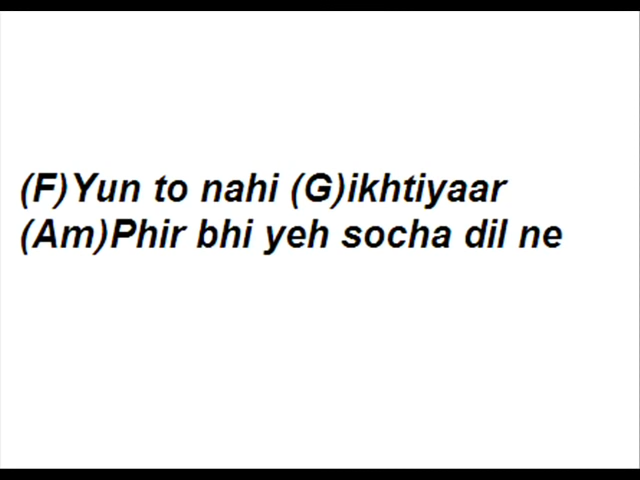 (F)Yun to nahi (G)ikhtiyaar
(Am)Phir bhi yeh socha dil ne